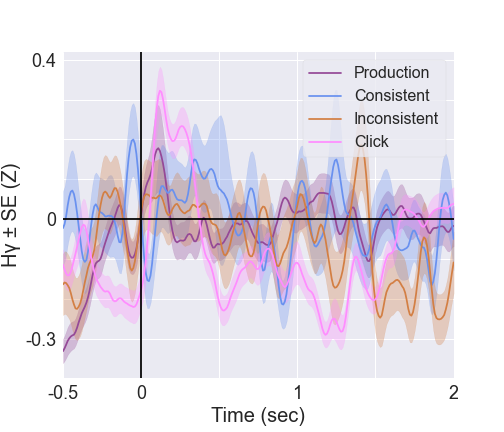 0.4
Production
Consistent
Inconsistent
Click
Hγ ± SE (Z)
0
-0.3
-0.5 0 1 2
Time (sec)